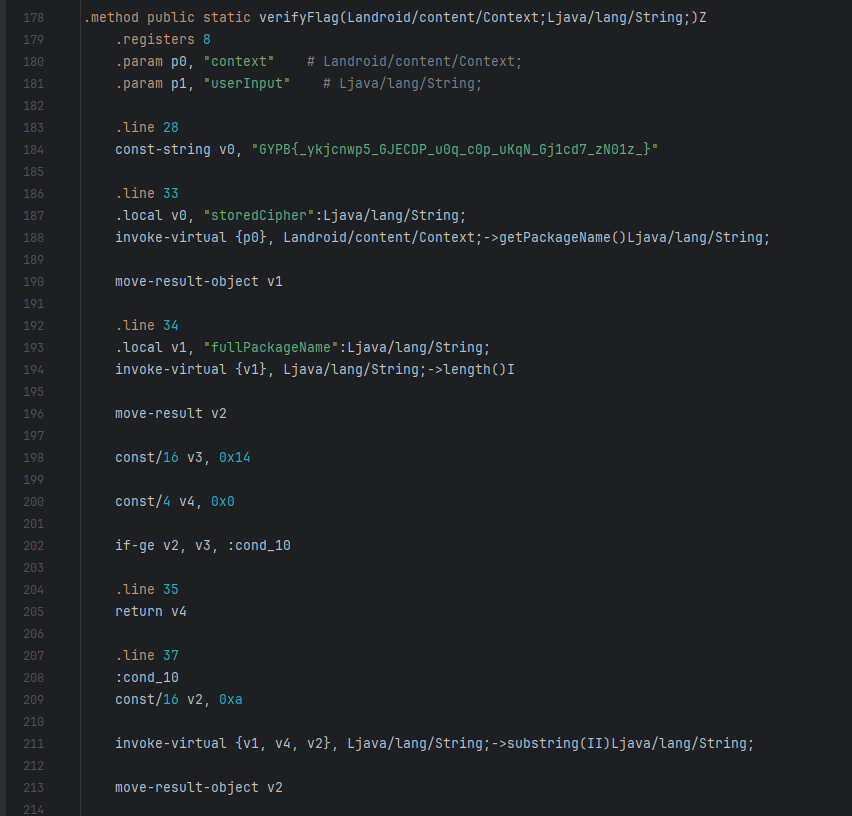 178 .method public static verifyFlag(Landroid/content/Context;Ljava/lang/String;)Z
179 .registers 8
180 .param p0, "context"    # Landroid/content/Context;
181 .param p1, "userInput"    # Ljava/lang/String;
182
183 .line 28
184 const-string v0, "GYPB{_ykjcnwp5_GJECDP_u0q_c0p_uKqN_Gj1cd7_zN01z_}"
185
186 .line 33
187 .local v0, "storedCipher":Ljava/lang/String;
188 invoke-virtual {p0}, Landroid/content/Context;->getPackageName()Ljava/lang/String;
189
190 move-result-object v1
191
192 .line 34
193 .local v1, "fullPackageName":Ljava/lang/String;
194 invoke-virtual {v1}, Ljava/lang/String;->length()I
195
196 move-result v2
197
198 const/16 v3, 0x14
199
200 const/4 v4, 0x0
201
202 if-ge v2, v3, :cond_10
203
204 .line 35
205 return v4
206
207 .line 37
208 :cond_10
209 const/16 v2, 0xa
210
211 invoke-virtual {v1, v4, v2}, Ljava/lang/String;->substring(II)Ljava/lang/String;
212
213 move-result-object v2
214